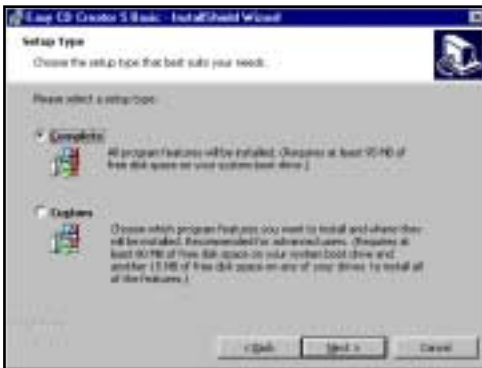 Easy CD Creator 5 Basic - InstallShield Wizard
Setup Type
Choose the setup type that best suits your needs.
Please select a setup type.
Complete
All program features will be installed. (Requires at least 95 MB of
free disk space on your system boot drive.)
Custom
Choose which program features you want to install and where they
will be installed. Recommended for advanced users. (Requires at
least 80 MB of free disk space on your system boot drive and
another 15 MB of free disk space on any of your drives to install all
of the features.)
< Back
Next >
Cancel